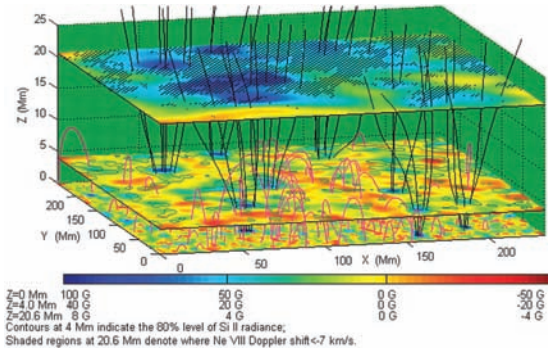 25
20
15
10
5
0
Z (Mm)
200
150
100
50
0
Y (Mm)
0
50
100
150
200
X (Mm)
Z=0 Mm 100 G 50 G 0 G -50 G
Z=4.0 Mm 40 G 20 G 0 G -20 G
Z=20.6 Mm 8 G 4 G 0 G -4 G
Contours at 4 Mm indicate the 80% level of Si II radiance;
Shaded regions at 20.6 Mm denote where Ne VIII Doppler shift<-7 km/s.